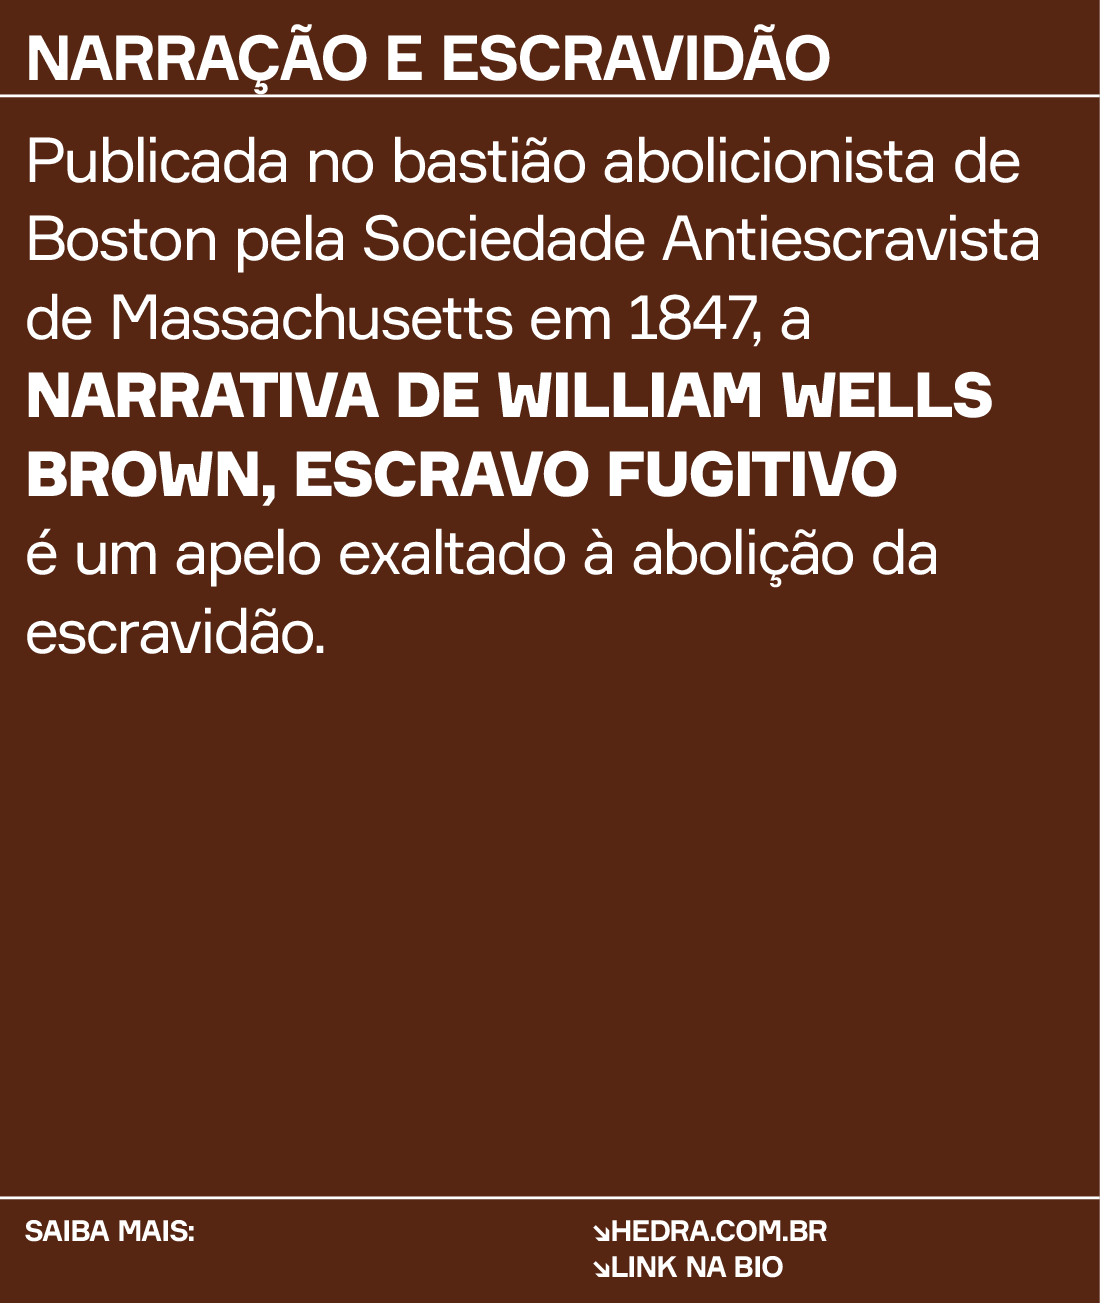 NARRAÇÃO E ESCRAVIDÃO
Publicada no bastião abolicionista de
Boston pela Sociedade Antiescravista
de Massachusetts em 1847, a
NARRATIVA DE WILLIAM WELLS
BROWN, ESCRAVO FUGITIVO
é um apelo exaltado à abolição da
escravidão.
SAIBA MAIS:
↘HEDRA.COM.BR
↘LINK NA BIO